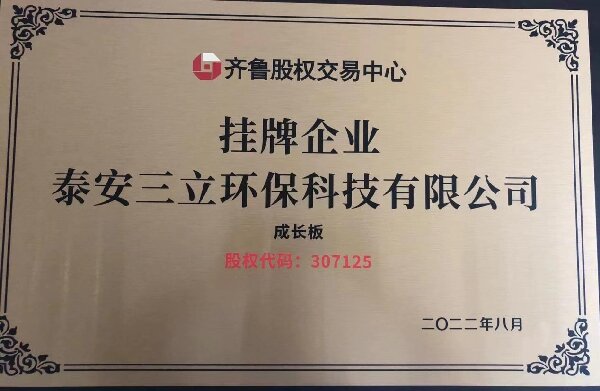 齐鲁股权交易中心
挂牌企业
泰安三立环保科技有限公司
成长板
股权代码：307125
二〇二二年八月